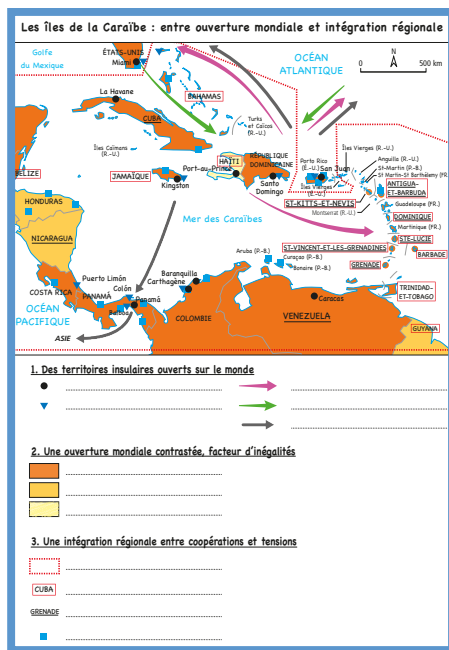 Les îles de la Caraïbe : entre ouverture mondiale et intégration régionale
Golfe
du Mexique
ÉTATS-UNIS
Miami
OCÉAN
ATLANTIQUE
N
0 500 km
La Havane
BAHAMAS
CUBA
Turks
et Caicos
(R.-U.)
Îles Caïmans
(R.-U.)
HAÏTI
RÉPUBLIQUE
DOMINICAINE
Porto Rico
(É.-U.)
San Juan
Îles Vierges (R.-U.)
Anguilla (R.-U.)
St-Martin (P.-B.)
St Martin-St Barthélemy (FR.)
BELIZE
JAMAÏQUE
Port-au-Prince
Kingston
Santo
Domingo
Îles Vierges
(É.-U.)
ANTIGUA-
ET-BARBUDA
ST-KITTS-ET-NEVIS
Montserrat (R.-U.)
Guadeloupe (FR.)
HONDURAS
Mer des Caraïbes
DOMINIQUE
Martinique (FR.)
NICARAGUA
STE-LUCIE
ST-VINCENT-ET-LES-GRENADINES
BARBADE
Aruba (P.-B.)
Curaçao (P.-B.)
Bonaire (P.-B.)
GRENADE
Puerto Limón
Colón
Baranquilla
Carthagène
COSTA RICA
PANAMÁ
Panamá
Balboa
Caracas
TRINIDAD-
ET-TOBAGO
OCÉAN
PACIFIQUE
COLOMBIE
VENEZUELA
GUYANA
ASIE
1. Des territoires insulaires ouverts sur le monde
2. Une ouverture mondiale contrastée, facteur d'inégalités
3. Une intégration régionale entre coopérations et tensions
CUBA
GRENADE